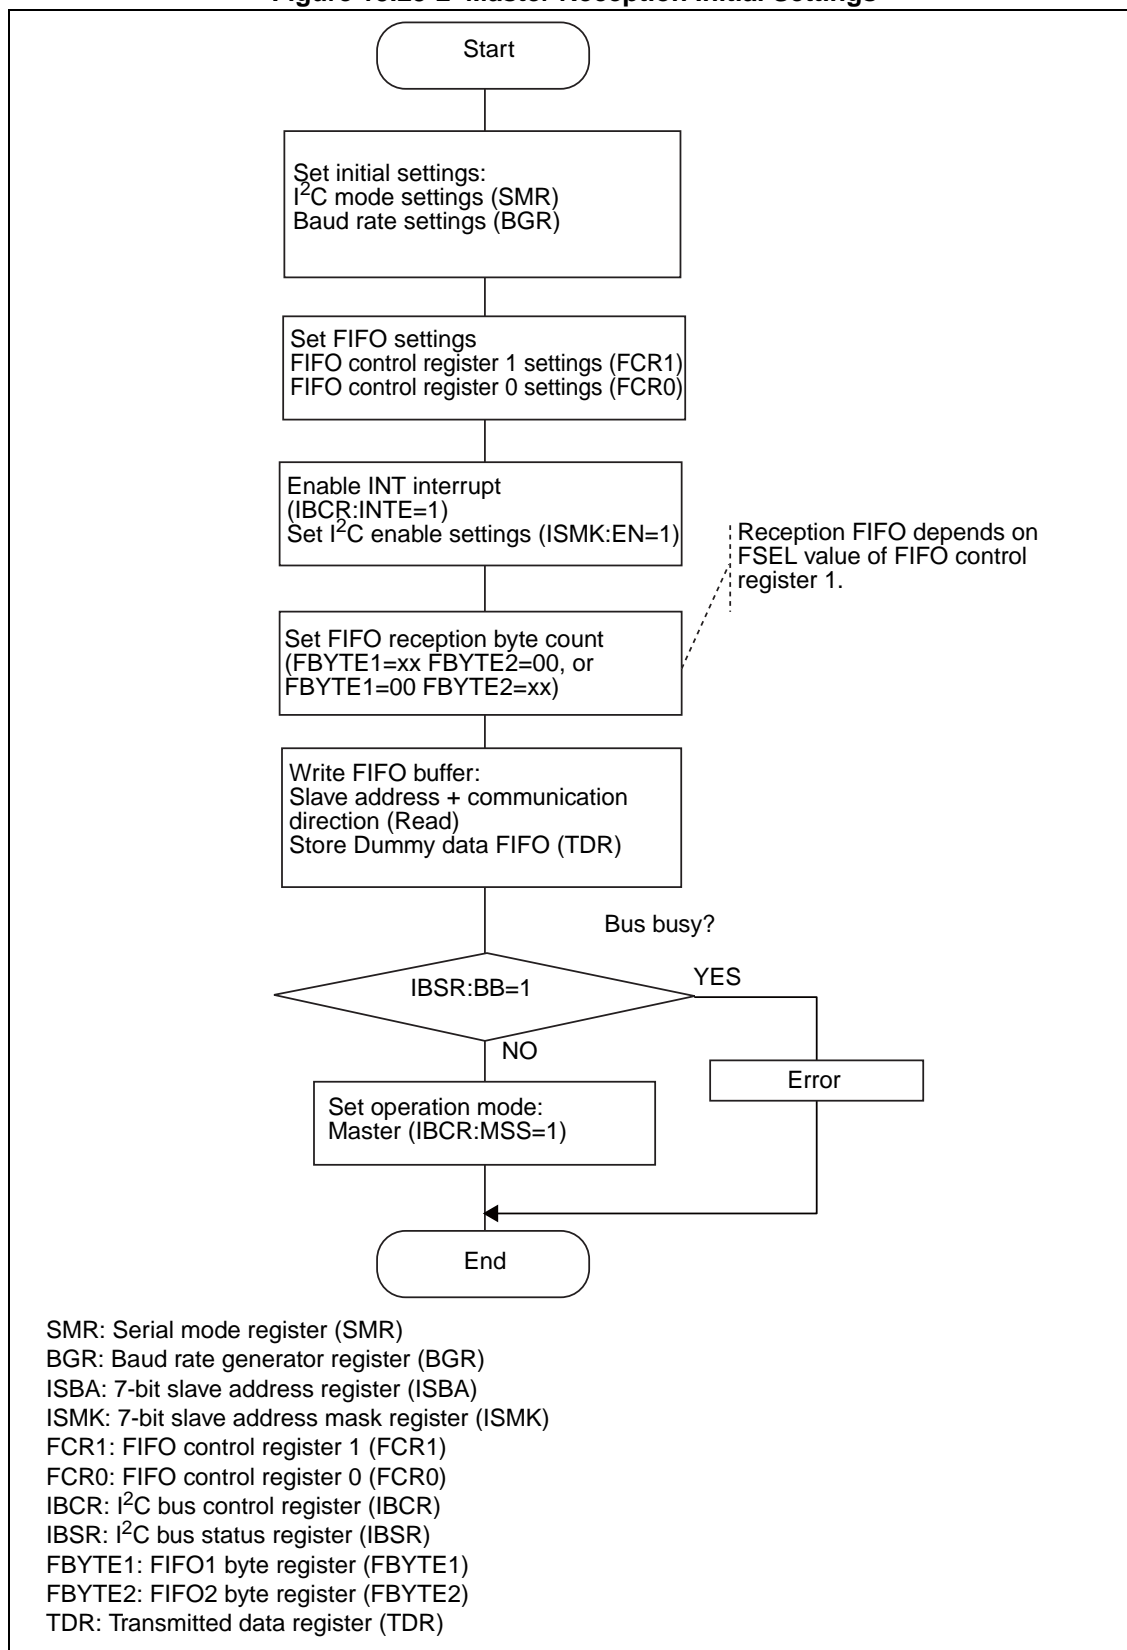 Start
Set initial settings:
I²C mode settings (SMR)
Baud rate settings (BGR)
Set FIFO settings
FIFO control register 1 settings (FCR1)
FIFO control register 0 settings (FCR0)
Enable INT interrupt
(IBCR:INTE=1)
Set I²C enable settings (ISMK:EN=1)
Reception FIFO depends on
FSEL value of FIFO control
register 1.
Set FIFO reception byte count
(FBYTE1=xx FBYTE2=00, or
FBYTE1=00 FBYTE2=xx)
Write FIFO buffer:
Slave address + communication
direction (Read)
Store Dummy data FIFO (TDR)
Bus busy?
IBSR:BB=1
YES
NO
Error
Set operation mode:
Master (IBCR:MSS=1)
End
SMR: Serial mode register (SMR)
BGR: Baud rate generator register (BGR)
ISBA: 7-bit slave address register (ISBA)
ISMK: 7-bit slave address mask register (ISMK)
FCR1: FIFO control register 1 (FCR1)
FCR0: FIFO control register 0 (FCR0)
IBCR: I²C bus control register (IBCR)
IBSR: I²C bus status register (IBSR)
FBYTE1: FIFO1 byte register (FBYTE1)
FBYTE2: FIFO2 byte register (FBYTE2)
TDR: Transmitted data register (TDR)